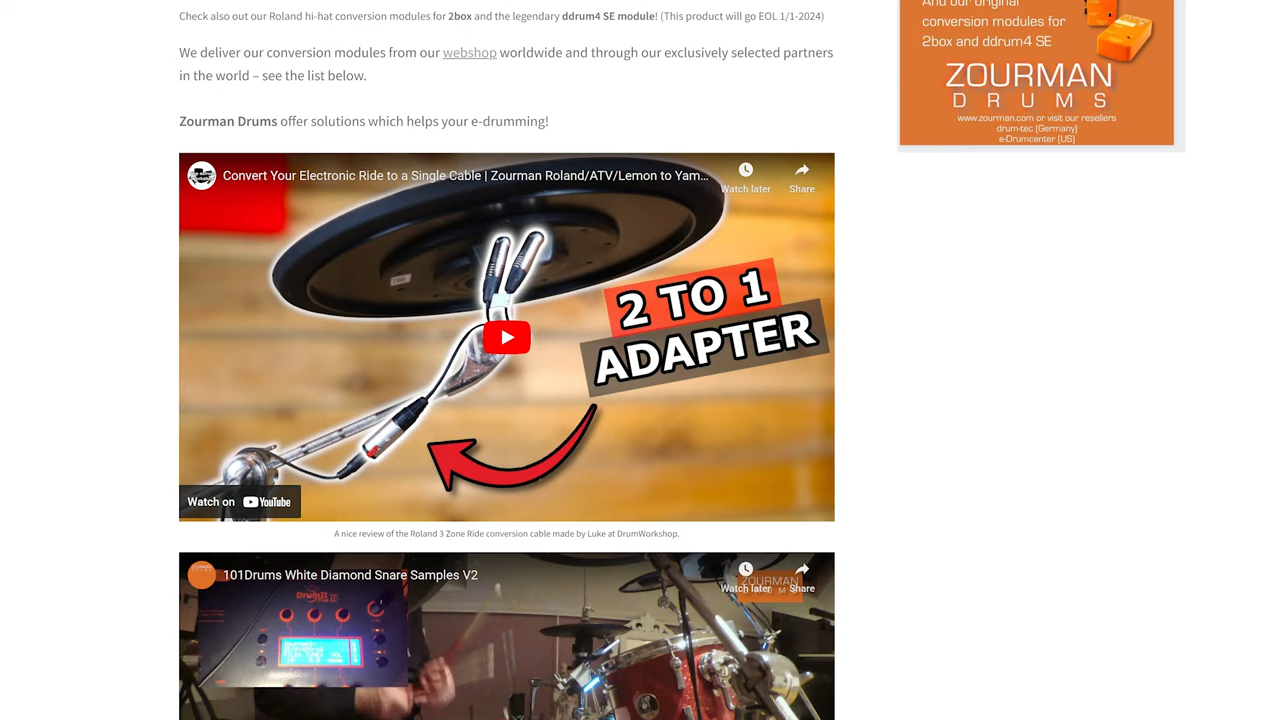 Check also out our Roland hi-hat conversion modules for 2box and the legendary ddrum4 SE module! (This product will go EOL 1/1-2024)
We deliver our conversion modules from our webshop worldwide and through our exclusively selected partners
in the world – see the list below.
Zourman Drums offer solutions which helps your e-drumming!
And our original
conversion modules for
2box and ddrum4 SE
ZOURMAN
DRUMS
www.zourman.com or visit our resellers
drum-tec (Germany)
e-Drumcenter (US)
Convert Your Electronic Ride to a Single Cable | Zourman Roland/ATV/Lemon to Yam...
Watch later
Share
2 TO 1
ADAPTER
Watch on YouTube
A nice review of the Roland 3 Zone Ride conversion cable made by Luke at DrumWorkshop.
101Drums White Diamond Snare Samples V2
Watch later
Share
ZOURMAN
DrumIt